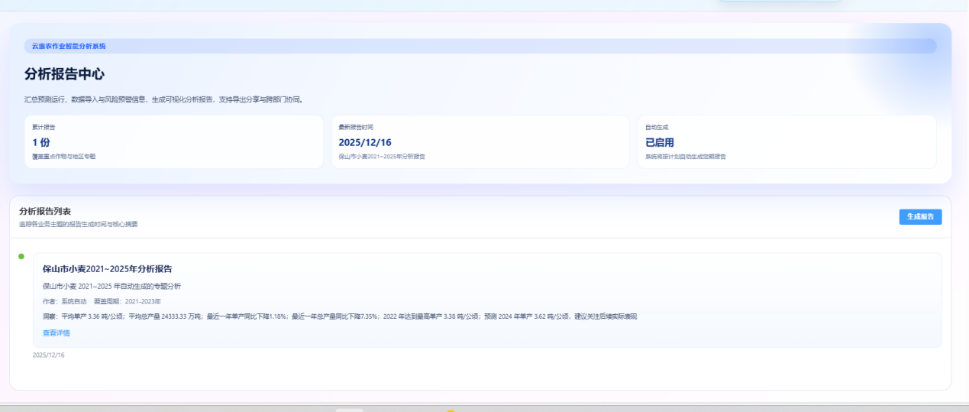 云惠农作业智能分析系统
分析报告中心
汇总预测运行、数据导入与风险预警信息，生成可视化分析报告，支持导出分享与跨部门协同。
累计报告
1 份
覆盖重点作物与地区专题
最新报告时间
2025/12/16
保山市小麦2021~2025年分析报告
自动生成
已启用
系统将按计划自动生成定期报告
分析报告列表
追踪各业务主题的报告生成时间与核心摘要
生成报告
保山市小麦2021~2025年分析报告
保山市小麦 2021~2025 年自动生成的专题分析
作者：系统自动 覆盖周期：2021-2023年
洞察：平均单产 3.36 吨/公顷；平均总产量 24333.33 万吨；最近一年单产同比下降1.18%；最近一年总产量同比下降7.35%；2022 年达到最高单产 3.38 吨/公顷；预测 2024 年单产 3.62 吨/公顷，建议关注后续实际表现
查看详情
2025/12/16